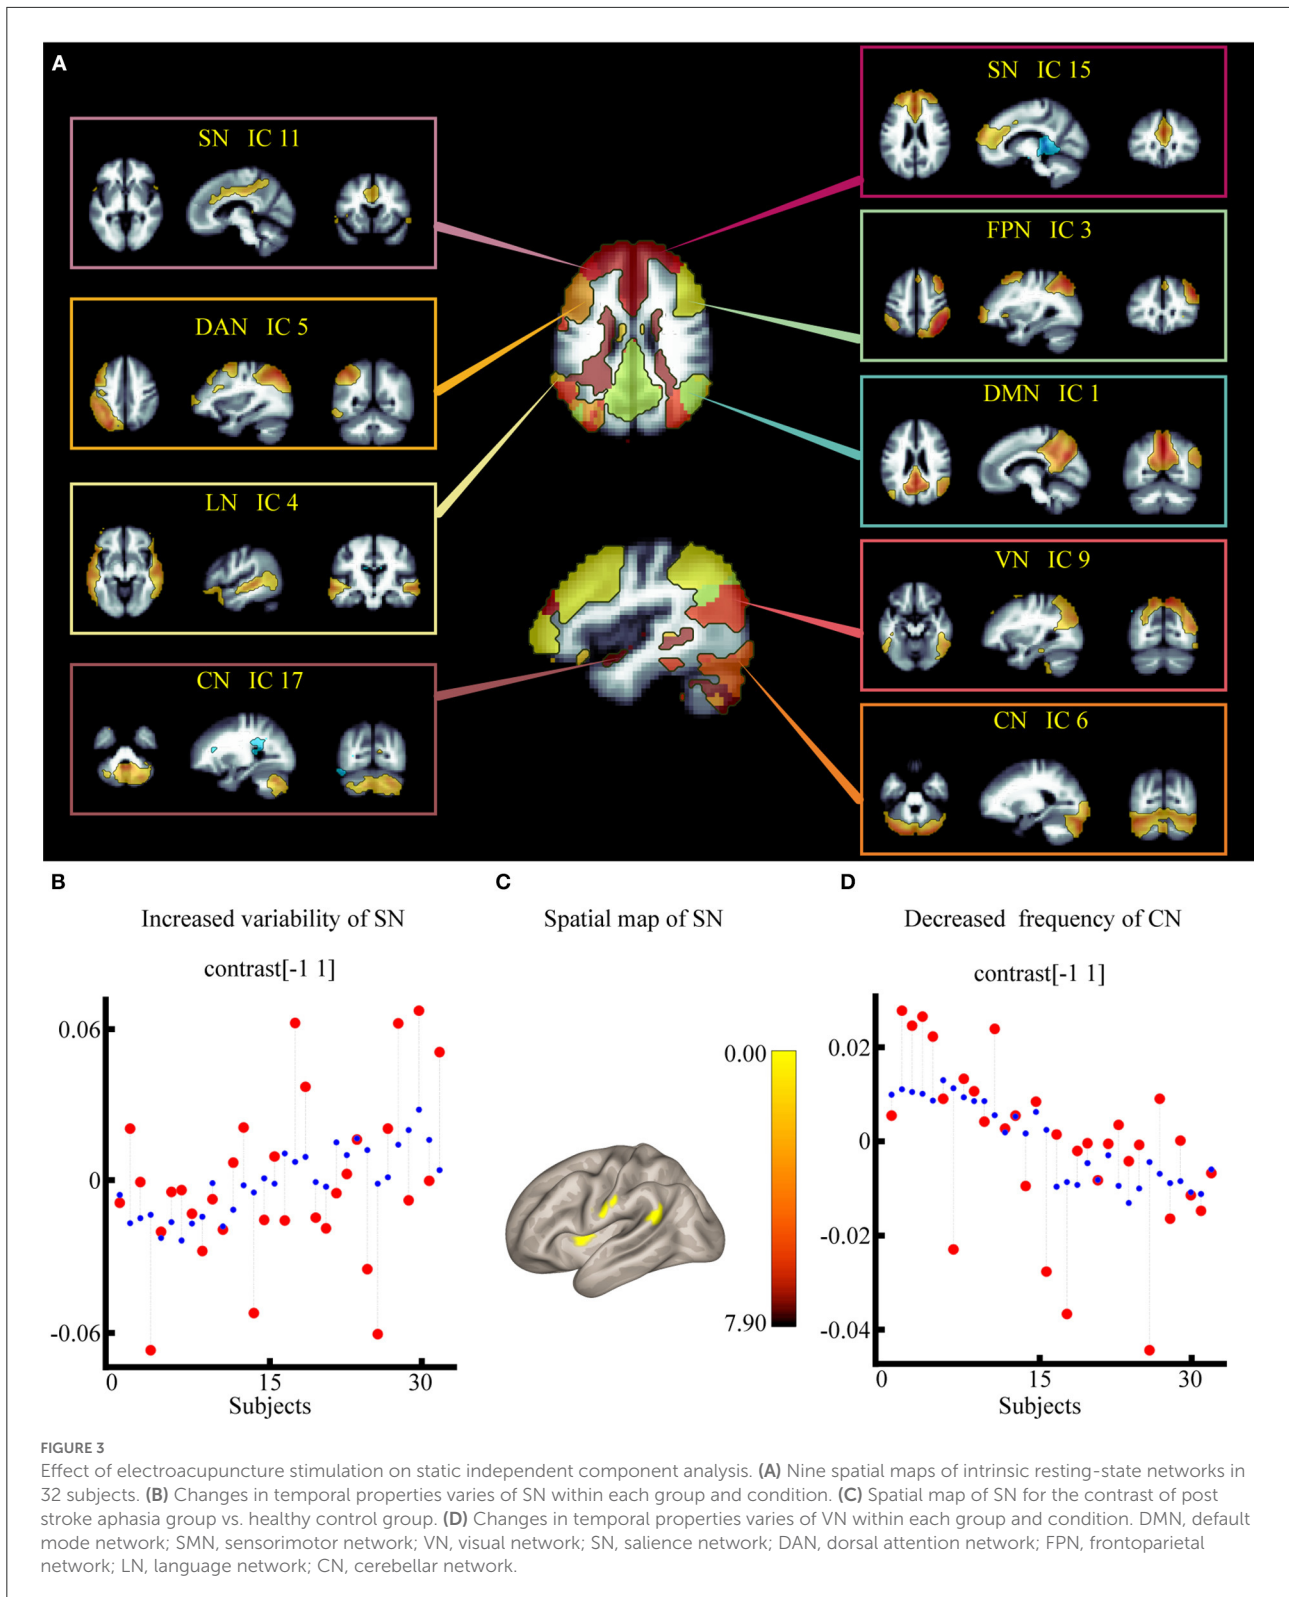 A
SN IC 11
DAN IC 5
LN IC 4
CN IC 17
SN IC 15
FPN IC 3
DMN IC 1
VN IC 9
CN IC 6
B
Increased variability of SN
contrast[-1 1]
0.06
0
-0.06
0 15 30
Subjects
C
Spatial map of SN
0.00
7.90
D
Decreased frequency of CN
contrast[-1 1]
0.02
0
-0.02
-0.04
0 15 30
Subjects
FIGURE 3
Effect of electroacupuncture stimulation on static independent component analysis. (A) Nine spatial maps of intrinsic resting-state networks in
32 subjects. (B) Changes in temporal properties varies of SN within each group and condition. (C) Spatial map of SN for the contrast of post
stroke aphasia group vs. healthy control group. (D) Changes in temporal properties varies of VN within each group and condition. DMN, default
mode network; SMN, sensorimotor network; VN, visual network; SN, salience network; DAN, dorsal attention network; FPN, frontoparietal
network; LN, language network; CN, cerebellar network.